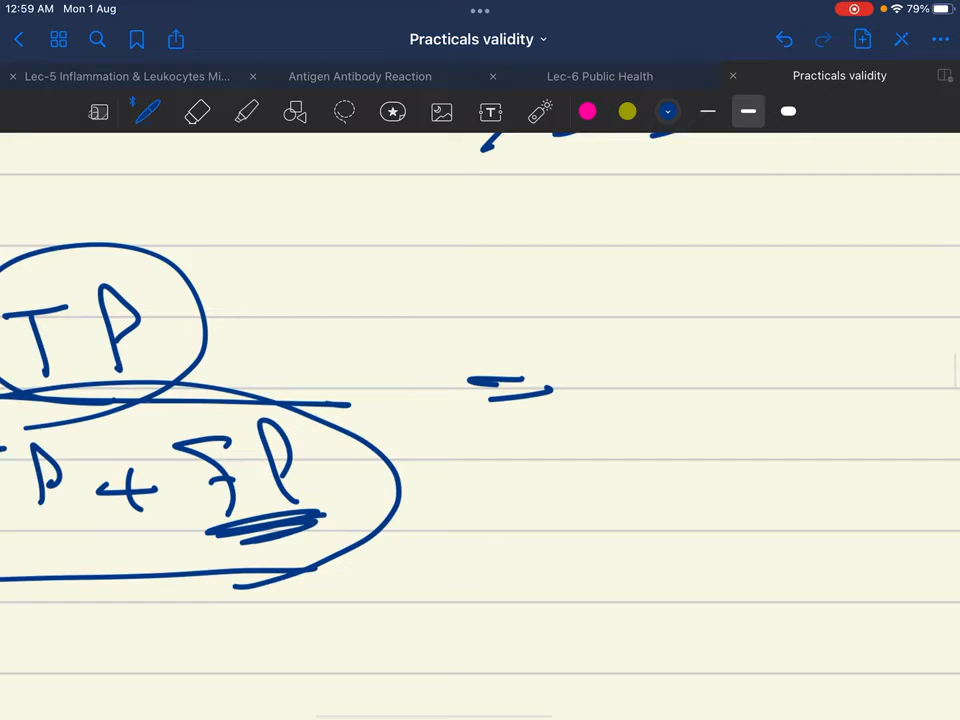 12:59 AM Mon 1 Aug
79%
Practicals validity
Lec-5 Inflammation & Leukocytes Mi...
Antigen Antibody Reaction
Lec-6 Public Health
Practicals validity
TP
=
P + FP